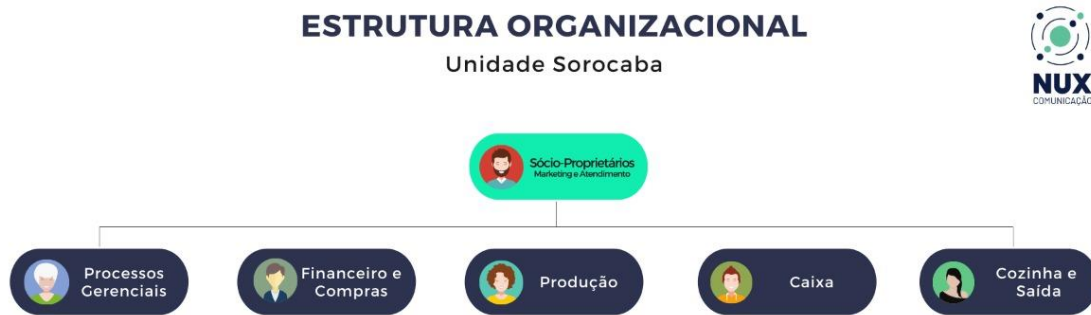 ESTRUTURA ORGANIZACIONAL
Unidade Sorocaba
NUX
COMUNICAÇÃO
Sócio-Proprietários
Marketing e Atendimento
Processos
Gerenciais
Financeiro e
Compras
Produção
Caixa
Cozinha e
Saída